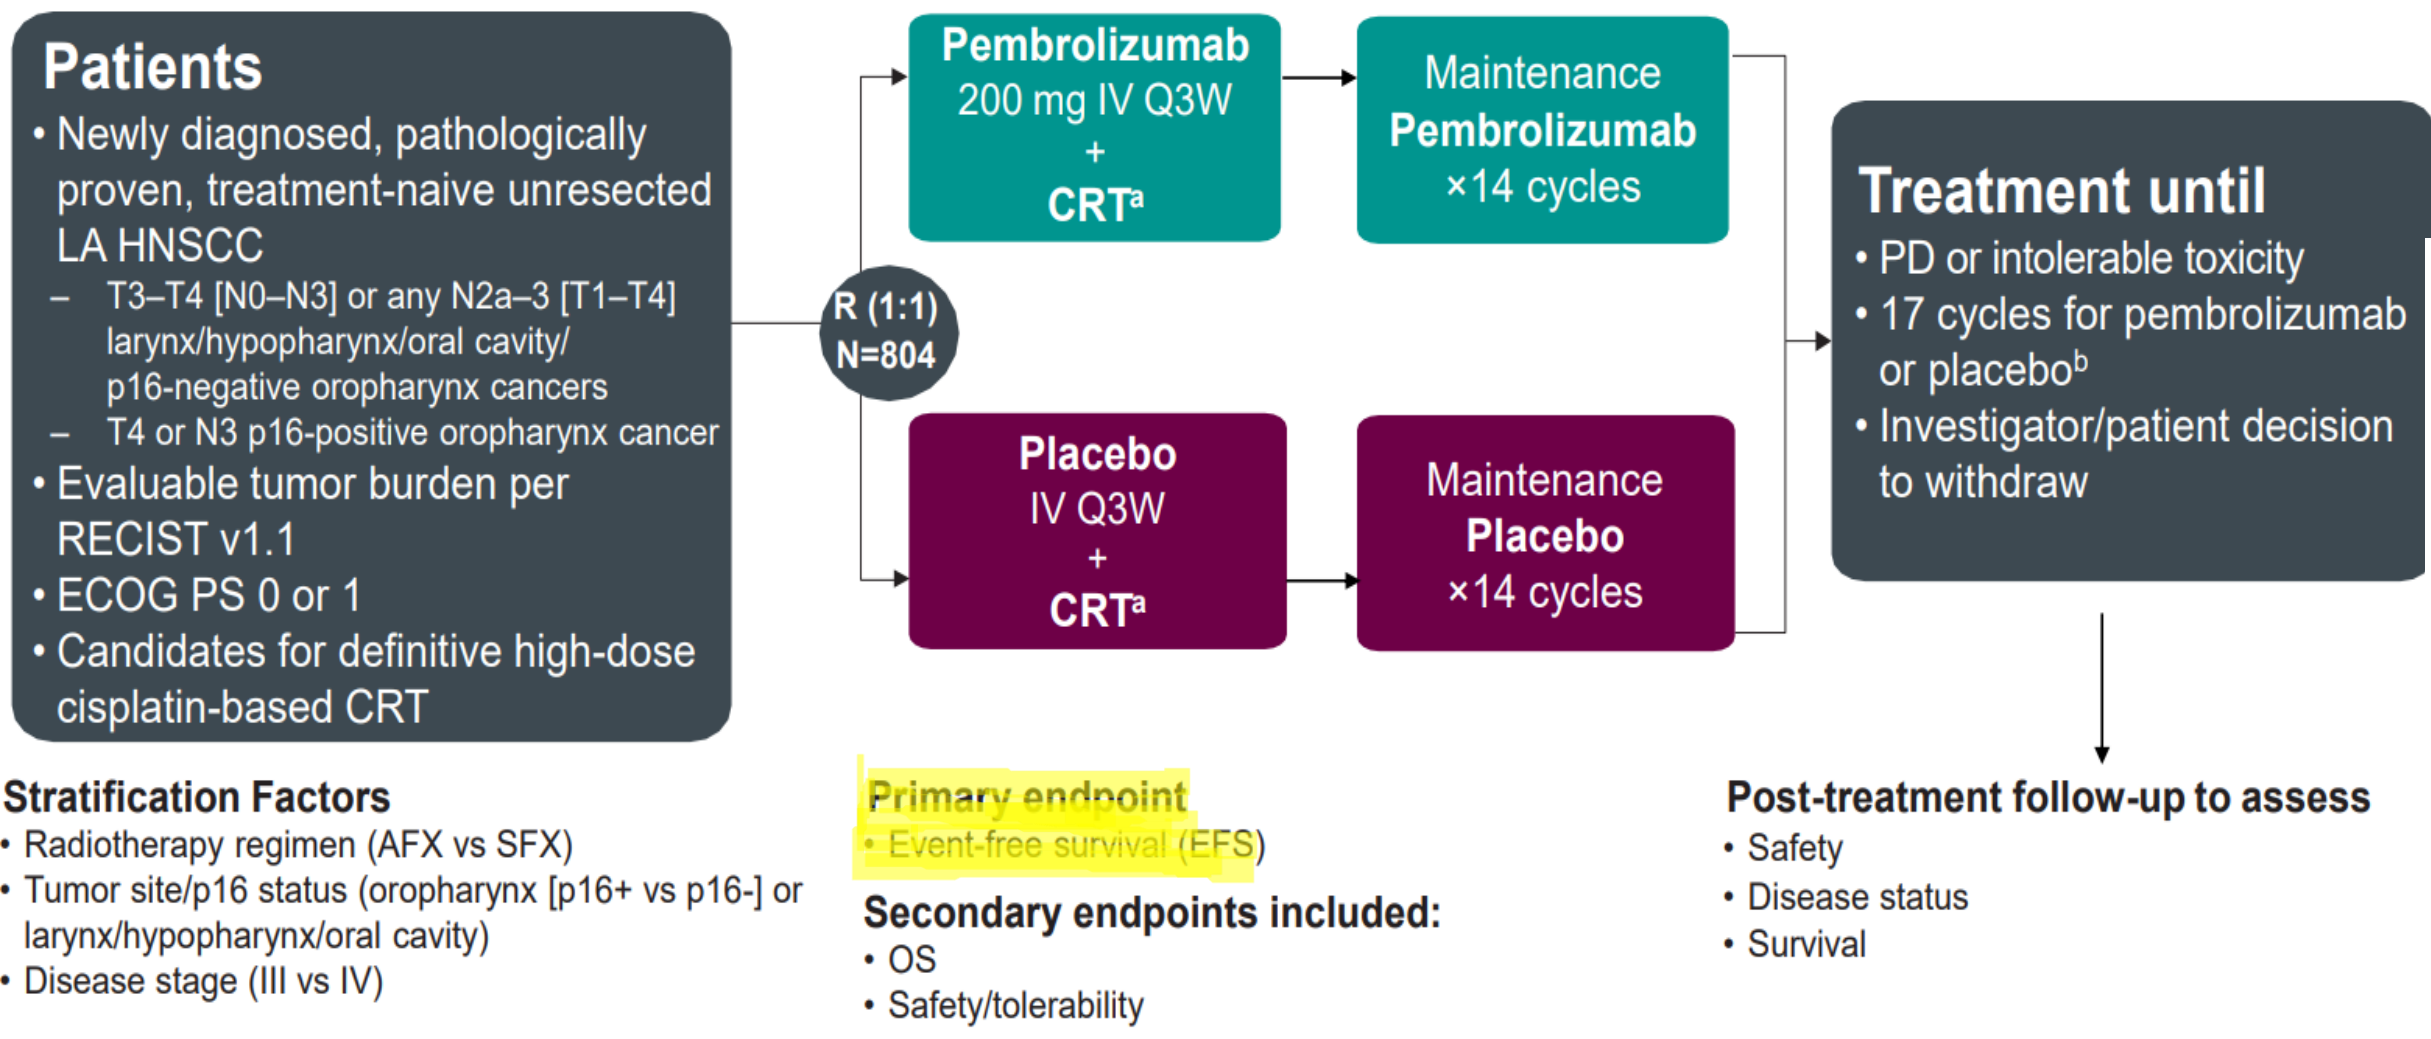 Patients
• Newly diagnosed, pathologically
proven, treatment-naive unresected
LA HNSCC
– T3–T4 [N0–N3] or any N2a–3 [T1–T4]
larynx/hypopharynx/oral cavity/
p16-negative oropharynx cancers
– T4 or N3 p16-positive oropharynx cancer
• Evaluable tumor burden per
RECIST v1.1
• ECOG PS 0 or 1
• Candidates for definitive high-dose
cisplatin-based CRT
R (1:1)
N=804
Pembrolizumab
200 mg IV Q3W
+
CRTᵃ
Maintenance
Pembrolizumab
×14 cycles
Placebo
IV Q3W
+
CRTᵃ
Maintenance
Placebo
×14 cycles
Treatment until
• PD or intolerable toxicity
• 17 cycles for pembrolizumab
or placeboᵇ
• Investigator/patient decision
to withdraw
Stratification Factors
• Radiotherapy regimen (AFX vs SFX)
• Tumor site/p16 status (oropharynx [p16+ vs p16-] or
larynx/hypopharynx/oral cavity)
• Disease stage (III vs IV)
Primary endpoint
• Event-free survival (EFS)
Secondary endpoints included:
• OS
• Safety/tolerability
Post-treatment follow-up to assess
• Safety
• Disease status
• Survival